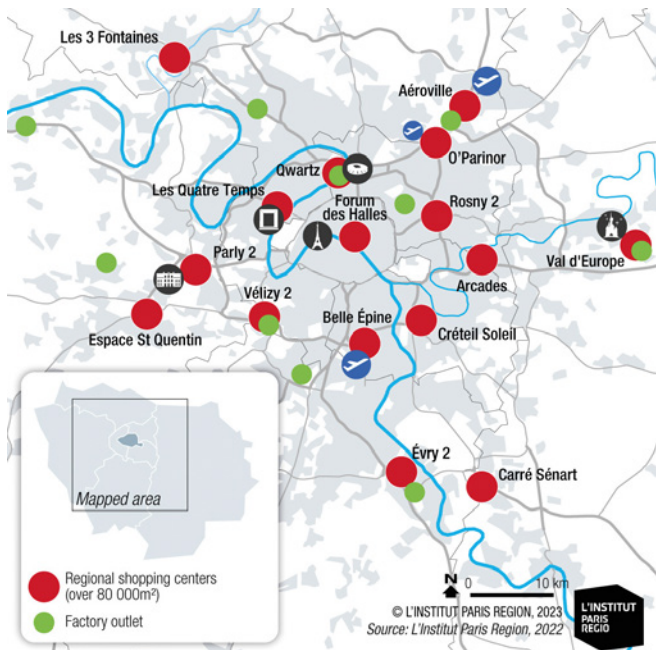 Les 3 Fontaines
Aéroville
O'Parinor
Qwartz
Les Quatre Temps
Forum
des Halles
Rosny 2
Parly 2
Val d'Europe
Arcades
Vélizy 2
Espace St Quentin
Belle Épine
Créteil Soleil
Évry 2
Carré Sénart
Mapped area
Regional shopping centers
(over 80 000m²)
Factory outlet
N
0 10 km
© L'INSTITUT PARIS REGION, 2023
Source: L'Institut Paris Region, 2022
L'INSTITUT
PARIS
REGIO